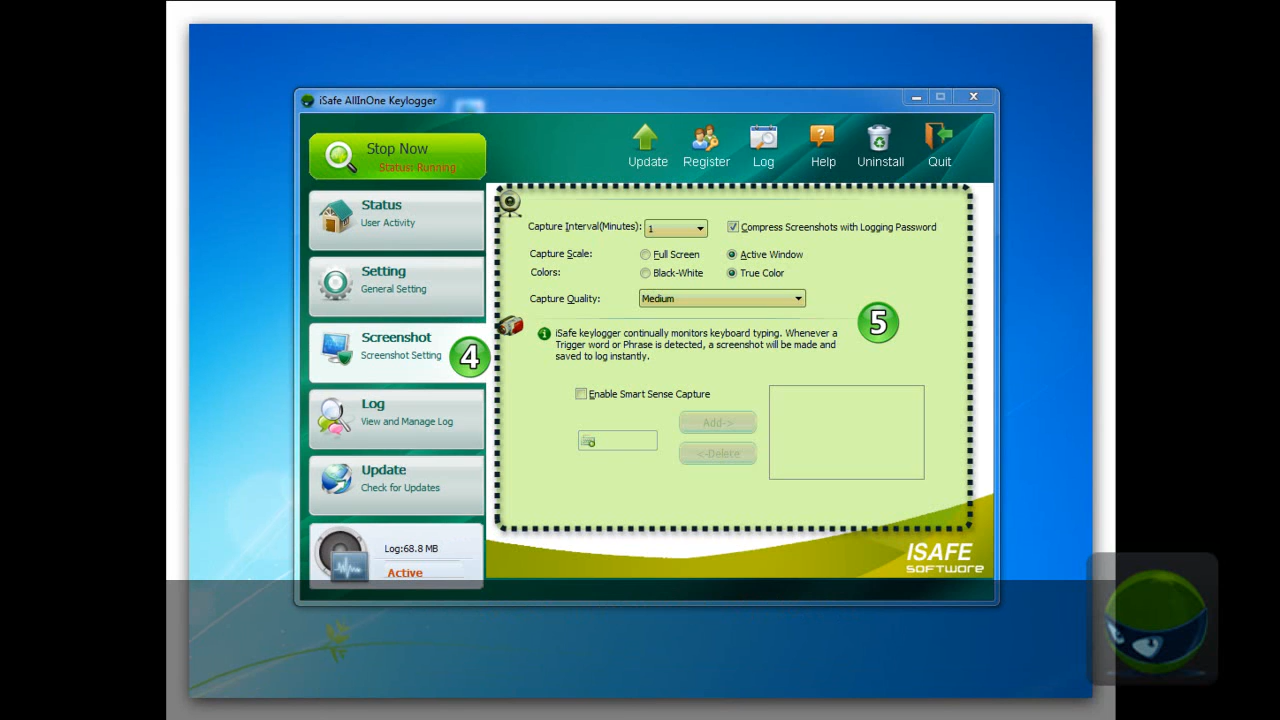 iSafe AllInOne Keylogger
Stop Now
Status: Running
Update
Register
Log
Help
Uninstall
Quit
Status
User Activity
Setting
General Setting
Screenshot
Screenshot Setting
4
Log
View and Manage Log
Update
Check for Updates
Log:68.8 MB
Active
Capture Interval(Minutes): 1
Compress Screenshots with Logging Password
Capture Scale: Full Screen Active Window
Colors: Black-White True Color
Capture Quality: Medium
5
iSafe keylogger continually monitors keyboard typing. Whenever a
Trigger word or Phrase is detected, a screenshot will be made and
saved to log instantly.
Enable Smart Sense Capture
Add->
<-Delete
ISAFE
SOFTWARE